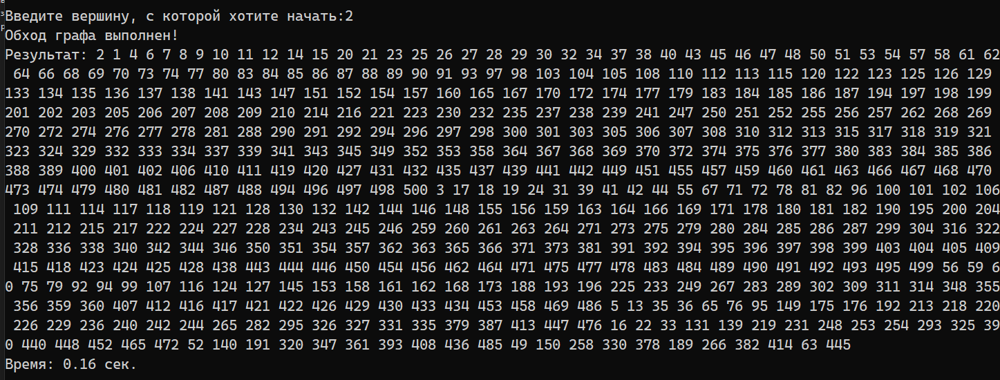 Введите вершину, с которой хотите начать:2
Обход графа выполнен!
Результат: 2 1 4 6 7 8 9 10 11 12 14 15 20 21 23 25 26 27 28 29 30 32 34 37 38 40 43 45 46 47 48 50 51 53 54 57 58 61 62
64 66 68 69 70 73 74 77 80 83 84 85 86 87 88 89 90 91 93 97 98 103 104 105 108 110 112 113 115 120 122 123 125 126 129
133 134 135 136 137 138 141 143 147 151 152 154 157 160 165 167 170 172 174 177 179 183 184 185 186 187 194 197 198 199
201 202 203 205 206 207 208 209 210 214 216 221 223 230 232 235 237 238 239 241 247 250 251 252 255 256 257 262 268 269
270 272 274 276 277 278 281 288 290 291 292 294 296 297 298 300 301 303 305 306 307 308 310 312 313 315 317 318 319 321
323 324 329 332 333 334 337 339 341 343 345 349 352 353 358 364 367 368 369 370 372 374 375 376 377 380 383 384 385 386
388 389 400 401 402 406 410 411 419 420 427 431 432 435 437 439 441 442 449 451 455 457 459 460 461 463 466 467 468 470
473 474 479 480 481 482 487 488 494 496 497 498 500 3 17 18 19 24 31 39 41 42 44 55 67 71 72 78 81 82 96 100 101 102 106
109 111 114 117 118 119 121 128 130 132 142 144 146 148 155 156 159 163 164 166 169 171 178 180 181 182 190 195 200 204
211 212 215 217 222 224 227 228 234 243 245 246 259 260 261 263 264 271 273 275 279 280 284 285 286 287 299 304 316 322
328 336 338 340 342 344 346 350 351 354 357 362 363 365 366 371 373 381 391 392 394 395 396 397 398 399 403 404 405 409
415 418 423 424 425 428 438 443 444 446 450 454 456 462 464 471 475 477 478 483 484 489 490 491 492 493 495 499 56 59 6
0 75 79 92 94 99 107 116 124 127 145 153 158 161 162 168 173 188 193 196 225 233 249 267 283 289 302 309 311 314 348 355
356 359 360 407 412 416 417 421 422 426 429 430 433 434 453 458 469 486 5 13 35 36 65 76 95 149 175 176 192 213 218 220
226 229 236 240 242 244 265 282 295 326 327 331 335 379 387 413 447 476 16 22 33 131 139 219 231 248 253 254 293 325 39
0 440 448 452 465 472 52 140 191 320 347 361 393 408 436 485 49 150 258 330 378 189 266 382 414 63 445
Время: 0.16 сек.